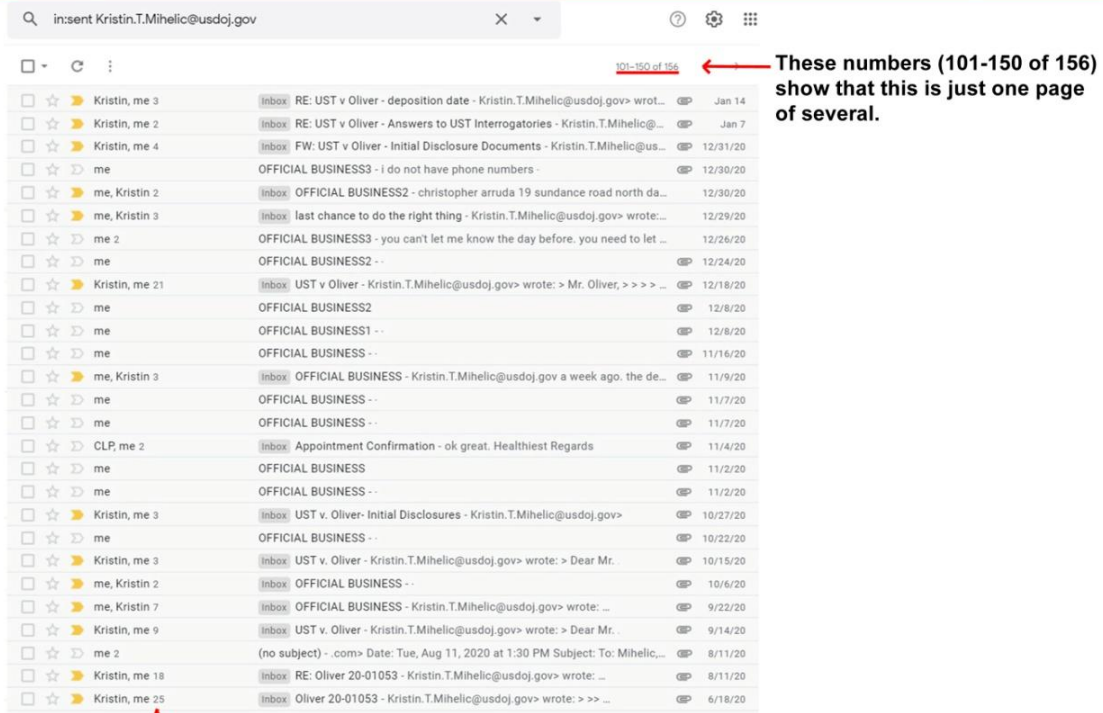 in:sent Kristin.T.Mihelic@usdoj.gov
101–150 of 156
These numbers (101-150 of 156)
show that this is just one page
of several.
Kristin, me 3 Inbox RE: UST v Oliver - deposition date - Kristin.T.Mihelic@usdoj.gov> wrot... Jan 14
Kristin, me 2 Inbox RE: UST v Oliver - Answers to UST Interrogatories - Kristin.T.Mihelic@... Jan 7
Kristin, me 4 Inbox FW: UST v Oliver - Initial Disclosure Documents - Kristin.T.Mihelic@us... 12/31/20
me OFFICIAL BUSINESS3 - i do not have phone numbers - 12/30/20
me, Kristin 2 Inbox OFFICIAL BUSINESS2 - christopher arruda 19 sundance road north da... 12/30/20
me, Kristin 3 Inbox last chance to do the right thing - Kristin.T.Mihelic@usdoj.gov> wrote:... 12/29/20
me 2 OFFICIAL BUSINESS3 - you can't let me know the day before. you need to let ... 12/26/20
me OFFICIAL BUSINESS2 - - 12/24/20
Kristin, me 21 Inbox UST v Oliver - Kristin.T.Mihelic@usdoj.gov> wrote: > Mr. Oliver, > > > > ... 12/18/20
me OFFICIAL BUSINESS2 12/8/20
me OFFICIAL BUSINESS1 - - 12/8/20
me OFFICIAL BUSINESS - - 11/16/20
me, Kristin 3 Inbox OFFICIAL BUSINESS - Kristin.T.Mihelic@usdoj.gov a week ago. the de... 11/9/20
me OFFICIAL BUSINESS - - 11/7/20
me OFFICIAL BUSINESS - - 11/7/20
CLP, me 2 Inbox Appointment Confirmation - ok great. Healthiest Regards 11/4/20
me OFFICIAL BUSINESS 11/2/20
me OFFICIAL BUSINESS - - 11/2/20
Kristin, me 3 Inbox UST v. Oliver- Initial Disclosures - Kristin.T.Mihelic@usdoj.gov> 10/27/20
me OFFICIAL BUSINESS - - 10/22/20
Kristin, me 3 Inbox UST v. Oliver - Kristin.T.Mihelic@usdoj.gov> wrote: > Dear Mr. 10/15/20
me, Kristin 2 Inbox OFFICIAL BUSINESS - - 10/6/20
me, Kristin 7 Inbox OFFICIAL BUSINESS - Kristin.T.Mihelic@usdoj.gov> wrote: ... 9/22/20
Kristin, me 9 Inbox UST v. Oliver - Kristin.T.Mihelic@usdoj.gov> wrote: > Dear Mr. . 9/14/20
me 2 (no subject) - .com> Date: Tue, Aug 11, 2020 at 1:30 PM Subject: To: Mihelic,... 8/11/20
Kristin, me 18 Inbox RE: Oliver 20-01053 - Kristin.T.Mihelic@usdoj.gov> wrote: ... 8/11/20
Kristin, me 25 Inbox Oliver 20-01053 - Kristin.T.Mihelic@usdoj.gov> wrote: > >> ... 6/18/20